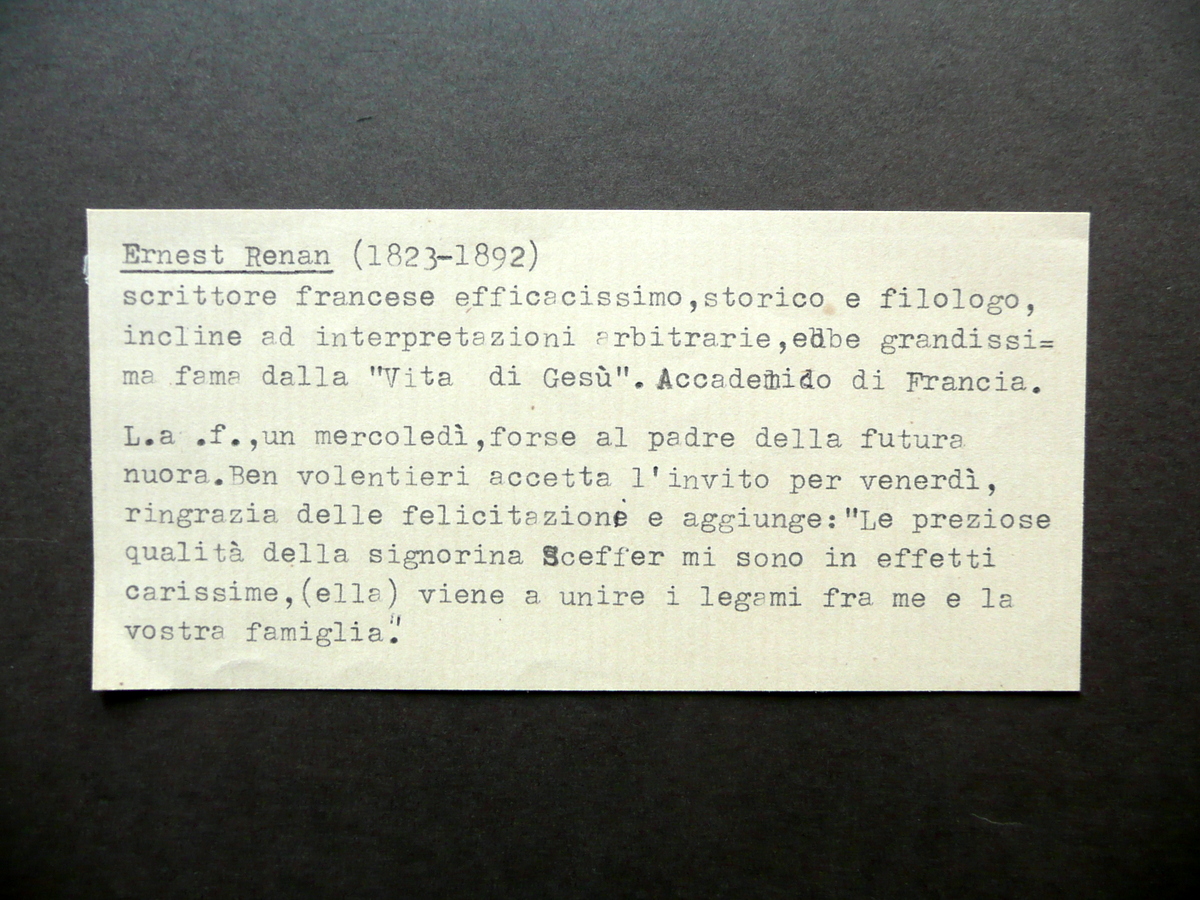 Ernest Renan (1823-1892)
scrittore francese efficacissimo,storico e filologo,
incline ad interpretazioni arbitrarie,ebbe grandissi=
ma fama dalla "Vita di Gesù". Accademico di Francia.
L.a .f.,un mercoledì,forse al padre della futura
nuora.Ben volentieri accetta l'invito per venerdì,
ringrazia delle felicitazioni e aggiunge:"Le preziose
qualità della signorina Sceffer mi sono in effetti
carissime,(ella) viene a unire i legami fra me e la
vostra famiglia."